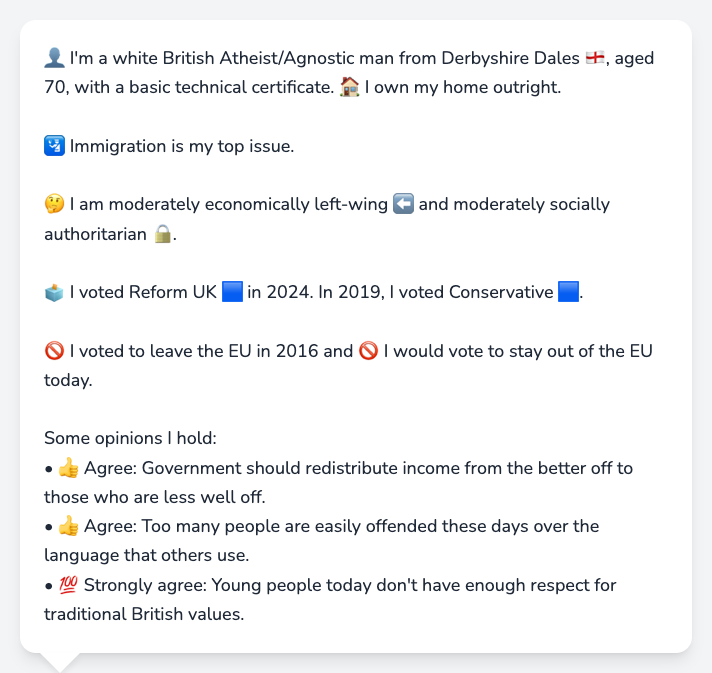 👤 I'm a white British Atheist/Agnostic man from Derbyshire Dales 🏴󠁧󠁢󠁥󠁮󠁧󠁿, aged
70, with a basic technical certificate. 🏠 I own my home outright.
🛂 Immigration is my top issue.
🤔 I am moderately economically left-wing ⬅️ and moderately socially
authoritarian 🔒.
🗳️ I voted Reform UK 🟦 in 2024. In 2019, I voted Conservative 🟦.
🚫 I voted to leave the EU in 2016 and 🚫 I would vote to stay out of the EU
today.
Some opinions I hold:
• 👍 Agree: Government should redistribute income from the better off to
those who are less well off.
• 👍 Agree: Too many people are easily offended these days over the
language that others use.
• 💯 Strongly agree: Young people today don't have enough respect for
traditional British values.